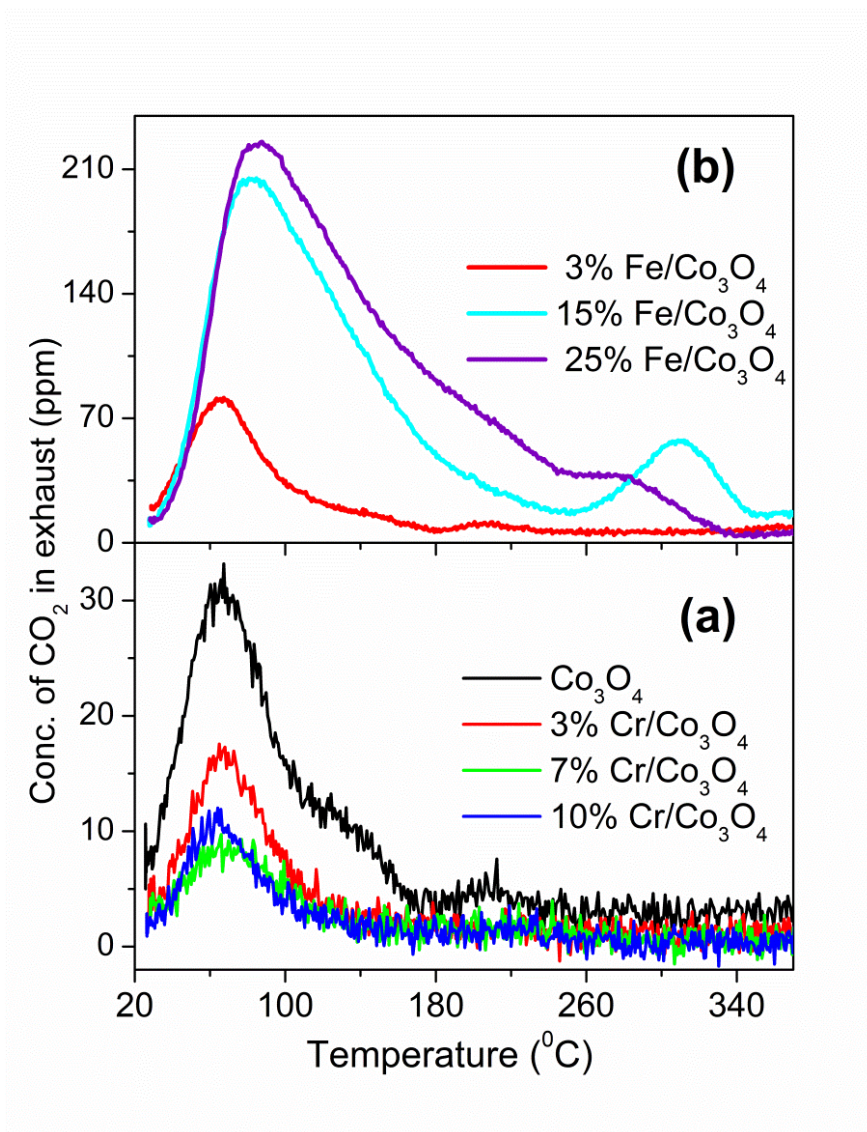 (b)
210
140
70
0
3% Fe/Co₃O₄
15% Fe/Co₃O₄
25% Fe/Co₃O₄
Conc. of CO₂ in exhaust (ppm)
(a)
30
20
10
0
Co₃O₄
3% Cr/Co₃O₄
7% Cr/Co₃O₄
10% Cr/Co₃O₄
20 100 180 260 340
Temperature (⁰C)